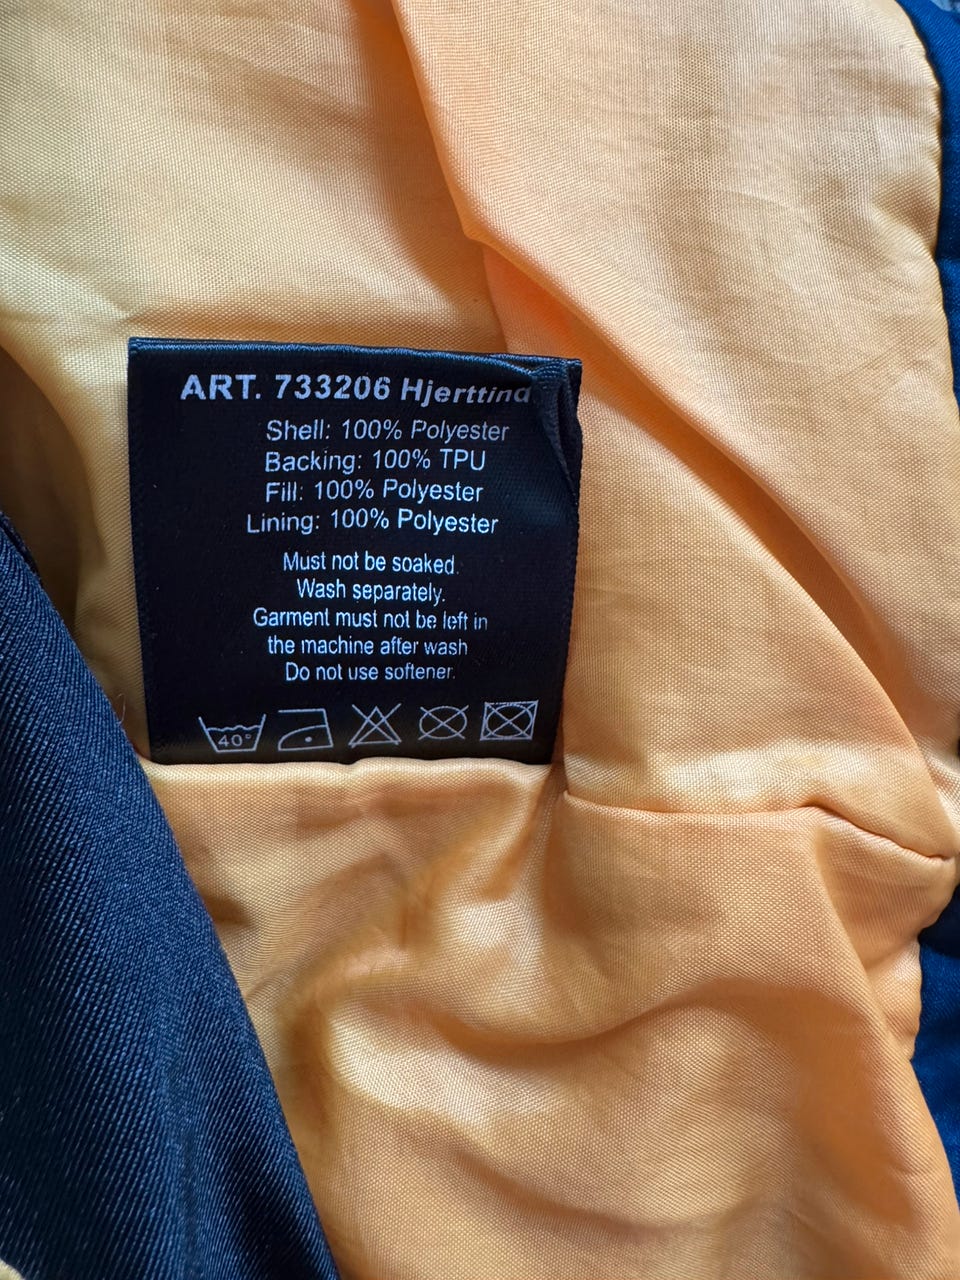 ART. 733206 Hjerttind
Shell: 100% Polyester
Backing: 100% TPU
Fill: 100% Polyester
Lining: 100% Polyester
Must not be soaked.
Wash separately.
Garment must not be left in
the machine after wash
Do not use softener.
40°